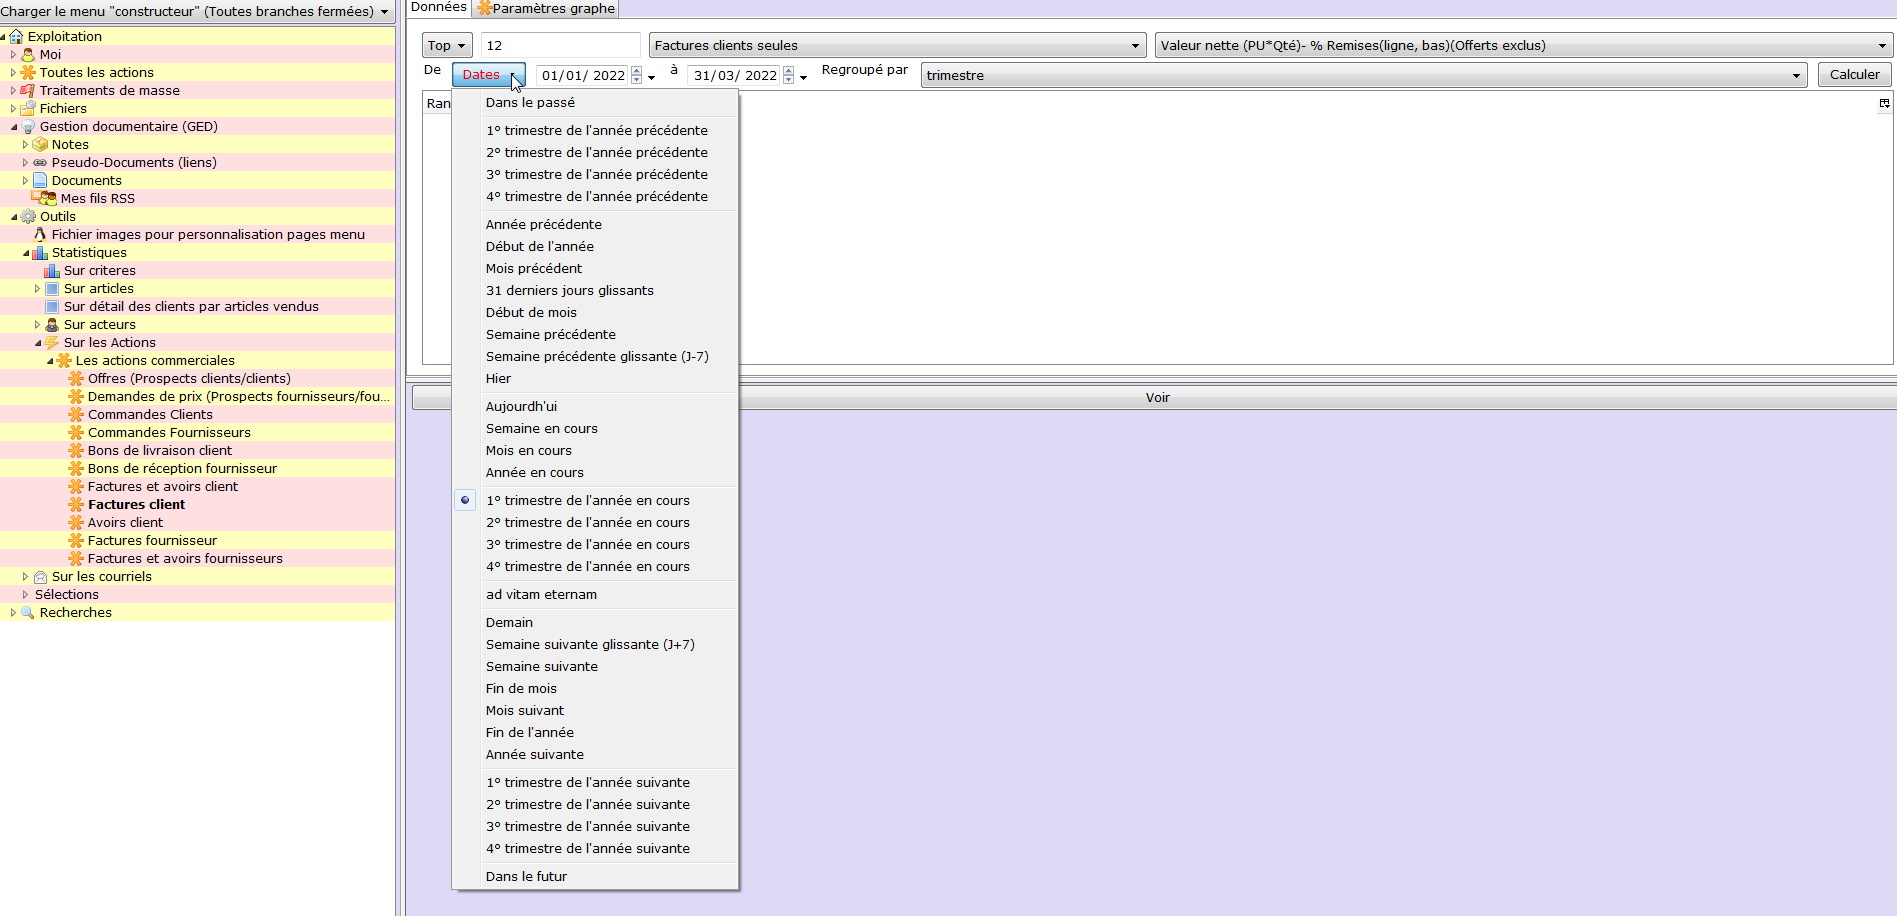 Charger le menu "constructeur" (Toutes branches fermées)
Exploitation
Moi
Toutes les actions
Traitements de masse
Fichiers
Gestion documentaire (GED)
Notes
Pseudo-Documents (liens)
Documents
Mes fils RSS
Outils
Fichier images pour personnalisation pages menu
Statistiques
Sur criteres
Sur articles
Sur détail des clients par articles vendus
Sur acteurs
Sur les Actions
Les actions commerciales
Offres (Prospects clients/clients)
Demandes de prix (Prospects fournisseurs/fou...
Commandes Clients
Commandes Fournisseurs
Bons de livraison client
Bons de réception fournisseur
Factures et avoirs client
Factures client
Avoirs client
Factures fournisseur
Factures et avoirs fournisseurs
Sur les courriels
Sélections
Recherches
Données Paramètres graphe
Top 12 Factures clients seules Valeur nette (PU*Qté)- % Remises(ligne, bas)(Offerts exclus)
De Dates 01/01/ 2022 à 31/03/ 2022 Regroupé par trimestre Calculer
Ran
Dans le passé
1° trimestre de l'année précédente
2° trimestre de l'année précédente
3° trimestre de l'année précédente
4° trimestre de l'année précédente
Année précédente
Début de l'année
Mois précédent
31 derniers jours glissants
Début de mois
Semaine précédente
Semaine précédente glissante (J-7)
Hier
Aujourdh'ui
Semaine en cours
Mois en cours
Année en cours
1° trimestre de l'année en cours
2° trimestre de l'année en cours
3° trimestre de l'année en cours
4° trimestre de l'année en cours
ad vitam eternam
Demain
Semaine suivante glissante (J+7)
Semaine suivante
Fin de mois
Mois suivant
Fin de l'année
Année suivante
1° trimestre de l'année suivante
2° trimestre de l'année suivante
3° trimestre de l'année suivante
4° trimestre de l'année suivante
Dans le futur
Voir